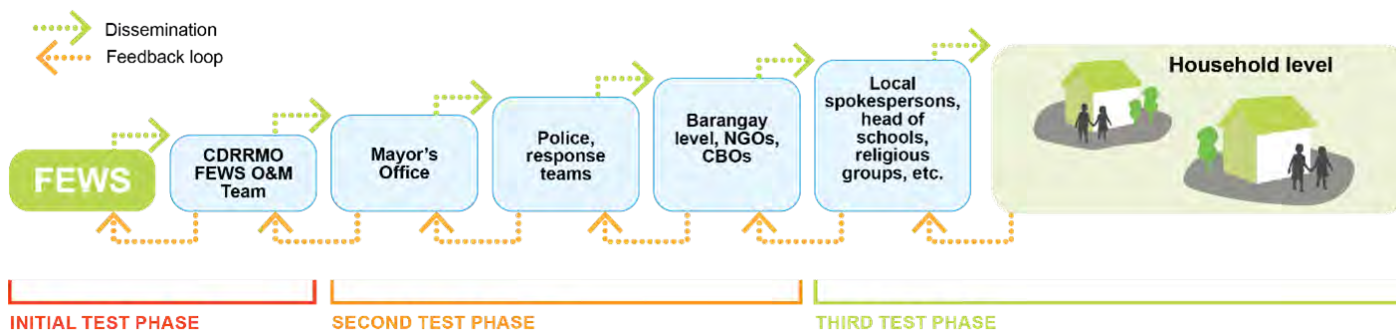 Dissemination
Feedback loop
FEWS
CDRRMO
FEWS O&M
Team
Mayor's
Office
Police,
response
teams
Barangay
level, NGOs,
CBOs
Local
spokespersons,
head of
schools,
religious
groups, etc.
Household level
INITIAL TEST PHASE
SECOND TEST PHASE
THIRD TEST PHASE